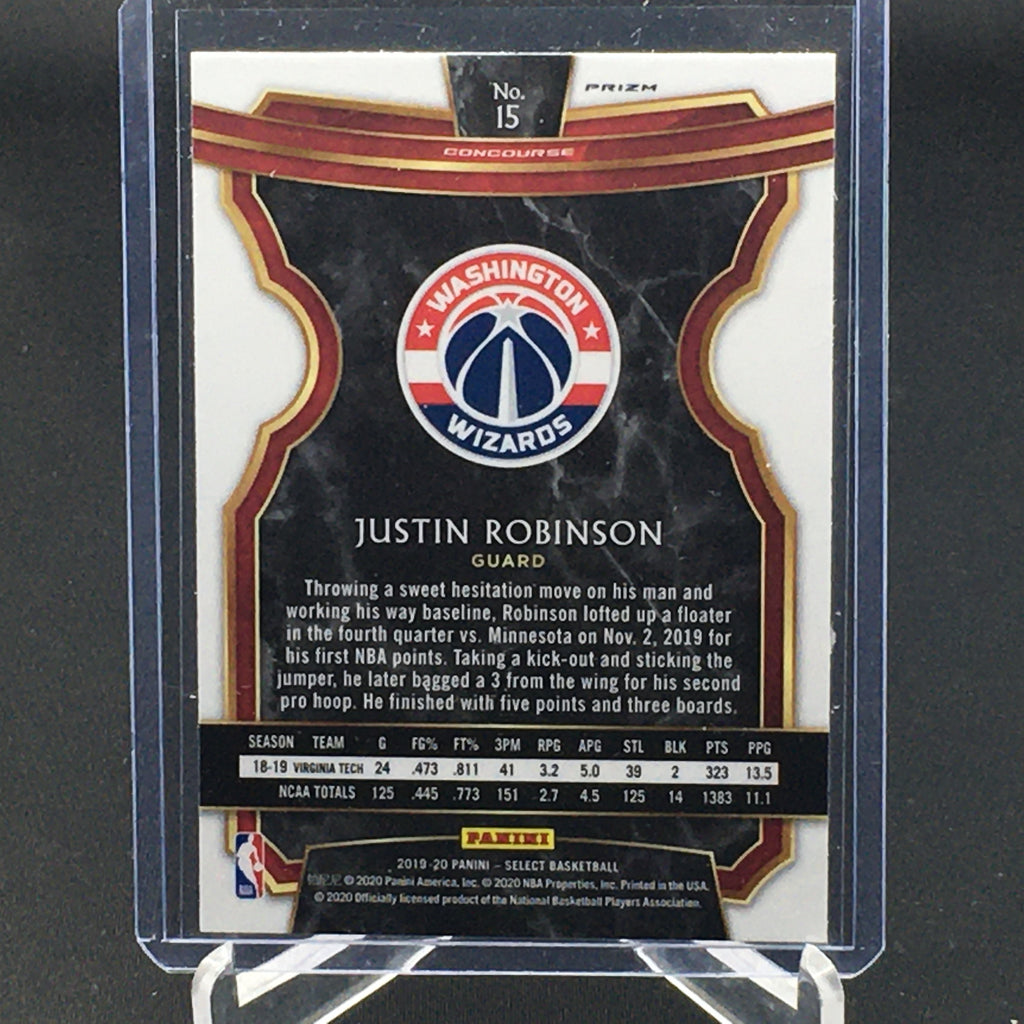 No.
15
PRIZM
CONCOURSE
WASHINGTON
WIZARDS
JUSTIN ROBINSON
GUARD
Throwing a sweet hesitation move on his man and
working his way baseline, Robinson lofted up a floater
in the fourth quarter vs. Minnesota on Nov. 2, 2019 for
his first NBA points. Taking a kick-out and sticking the
jumper, he later bagged a 3 from the wing for his second
pro hoop. He finished with five points and three boards.
SEASON TEAM G FG% FT% 3PM RPG APG STL BLK PTS PPG
18-19 VIRGINIA TECH 24 .473 .811 41 3.2 5.0 39 2 323 13.5
NCAA TOTALS 125 .445 .773 151 2.7 4.5 125 14 1383 11.1
PANINI
NBA
2019-20 PANINI – SELECT BASKETBALL
© 2020 Panini America, Inc. © 2020 NBA Properties, Inc. Printed in the USA.
© 2020 Officially licensed product of the National Basketball Players Association.